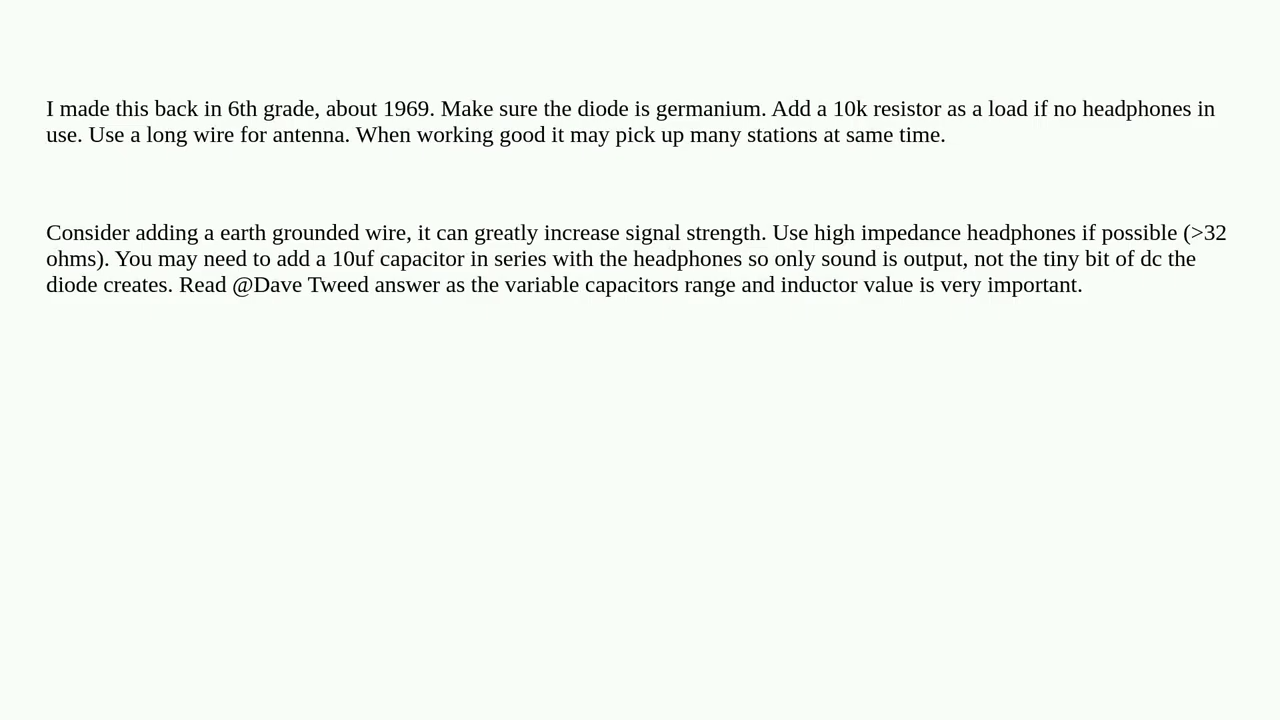 I made this back in 6th grade, about 1969. Make sure the diode is germanium. Add a 10k resistor as a load if no headphones in
use. Use a long wire for antenna. When working good it may pick up many stations at same time.
Consider adding a earth grounded wire, it can greatly increase signal strength. Use high impedance headphones if possible (>32
ohms). You may need to add a 10uf capacitor in series with the headphones so only sound is output, not the tiny bit of dc the
diode creates. Read @Dave Tweed answer as the variable capacitors range and inductor value is very important.